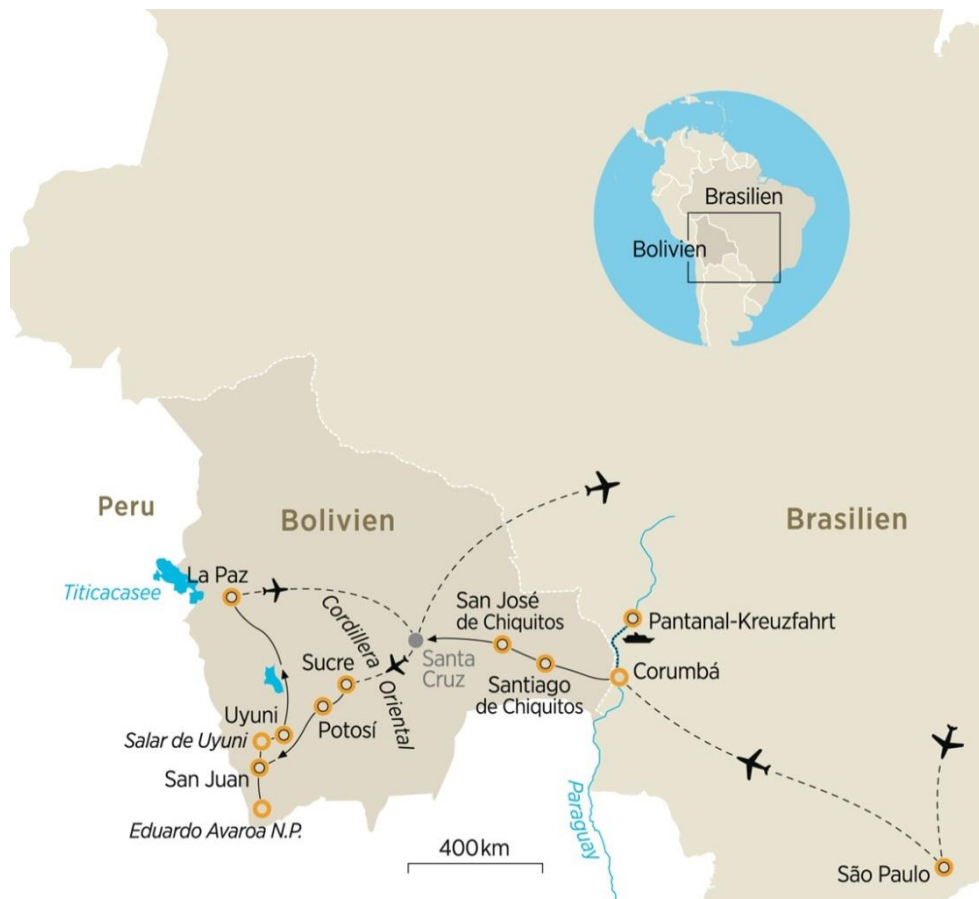 Brasilien
Bolivien
Peru
Bolivien
Brasilien
Titicacasee
La Paz
San José
de Chiquitos
Pantanal-Kreuzfahrt
Cordillera
Oriental
Santa
Cruz
Sucre
Santiago
de Chiquitos
Corumbá
Uyuni
Potosí
Salar de Uyuni
San Juan
Eduardo Avaroa N.P.
Paraguay
400 km
São Paulo